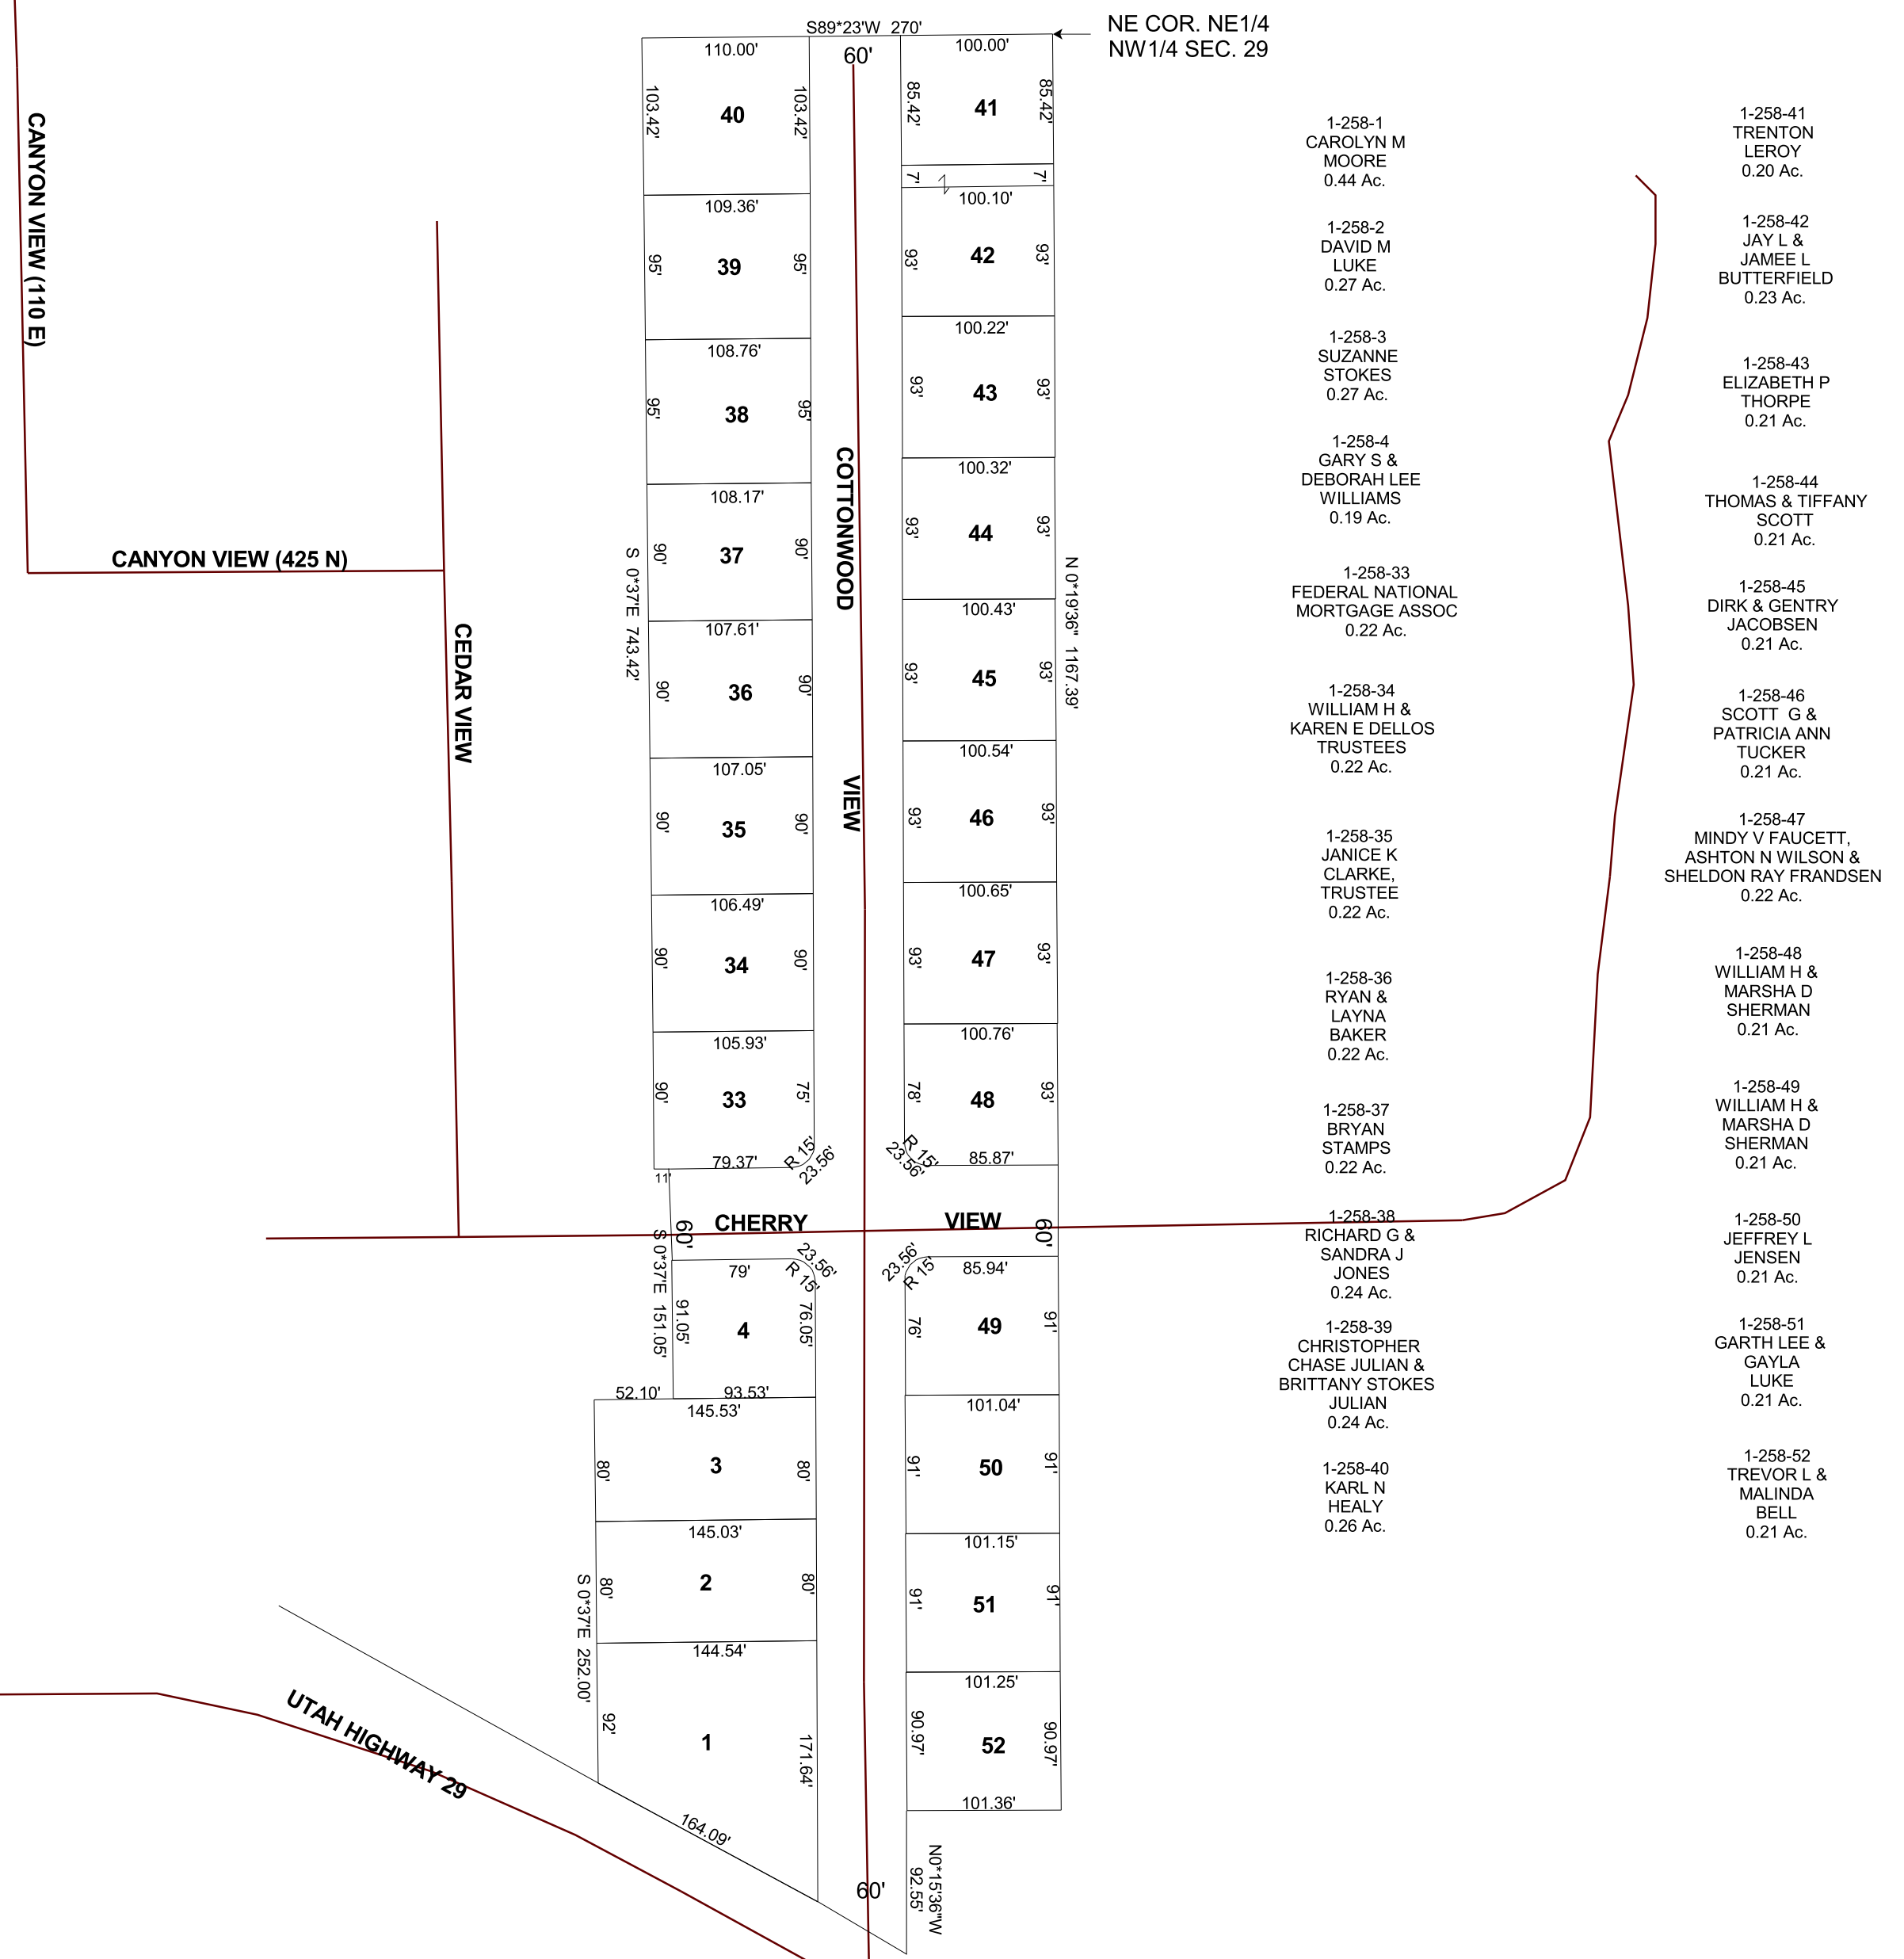 S89*23'W 270'
NE COR. NE1/4
NW1/4 SEC. 29
110.00'
60'
100.00'
103.42'
40
103.42'
85.42'
41
85.42'
7'
7'
109.36'
100.10'
95'
39
95'
93'
42
93'
108.76'
100.22'
95'
38
95'
93'
43
93'
108.17'
100.32'
90'
37
90'
93'
44
93'
107.61'
100.43'
90'
36
90'
93'
45
93'
107.05'
100.54'
90'
35
90'
93'
46
93'
106.49'
100.65'
90'
34
90'
93'
47
93'
105.93'
100.76'
90'
33
75'
78'
48
93'
79.37'
R 15'
23.56'
R 15'
23.56'
85.87'
11'
CANYON VIEW (110 E)
CANYON VIEW (425 N)
CEDAR VIEW
COTTONWOOD
VIEW
S 0*37'E 743.42'
N 0*19'36" 1167.39'
CHERRY
VIEW
60'
60'
S 0*37'E 151.05'
79'
23.56'
R 15'
23.56'
R 15'
85.94'
91.05'
4
76.05'
76'
49
91'
52.10'
93.53'
101.04'
145.53'
80'
3
80'
91'
50
91'
145.03'
101.15'
80'
2
80'
91'
51
91'
S 0*37'E 252.00'
144.54'
101.25'
92'
1
171.64'
90.97'
52
90.97'
101.36'
164.09'
UTAH HIGHWAY 29
60'
N0*15'36"W
92.55'
1-258-1
CAROLYN M
MOORE
0.44 Ac.
1-258-2
DAVID M
LUKE
0.27 Ac.
1-258-3
SUZANNE
STOKES
0.27 Ac.
1-258-4
GARY S &
DEBORAH LEE
WILLIAMS
0.19 Ac.
1-258-33
FEDERAL NATIONAL
MORTGAGE ASSOC
0.22 Ac.
1-258-34
WILLIAM H &
KAREN E DELLOS
TRUSTEES
0.22 Ac.
1-258-35
JANICE K
CLARKE,
TRUSTEE
0.22 Ac.
1-258-36
RYAN &
LAYNA
BAKER
0.22 Ac.
1-258-37
BRYAN
STAMPS
0.22 Ac.
1-258-38
RICHARD G &
SANDRA J
JONES
0.24 Ac.
1-258-39
CHRISTOPHER
CHASE JULIAN &
BRITTANY STOKES
JULIAN
0.24 Ac.
1-258-40
KARL N
HEALY
0.26 Ac.
1-258-41
TRENTON
LEROY
0.20 Ac.
1-258-42
JAY L &
JAMEE L
BUTTERFIELD
0.23 Ac.
1-258-43
ELIZABETH P
THORPE
0.21 Ac.
1-258-44
THOMAS & TIFFANY
SCOTT
0.21 Ac.
1-258-45
DIRK & GENTRY
JACOBSEN
0.21 Ac.
1-258-46
SCOTT G &
PATRICIA ANN
TUCKER
0.21 Ac.
1-258-47
MINDY V FAUCETT,
ASHTON N WILSON &
SHELDON RAY FRANDSEN
0.22 Ac.
1-258-48
WILLIAM H &
MARSHA D
SHERMAN
0.21 Ac.
1-258-49
WILLIAM H &
MARSHA D
SHERMAN
0.21 Ac.
1-258-50
JEFFREY L
JENSEN
0.21 Ac.
1-258-51
GARTH LEE &
GAYLA
LUKE
0.21 Ac.
1-258-52
TREVOR L &
MALINDA
BELL
0.21 Ac.